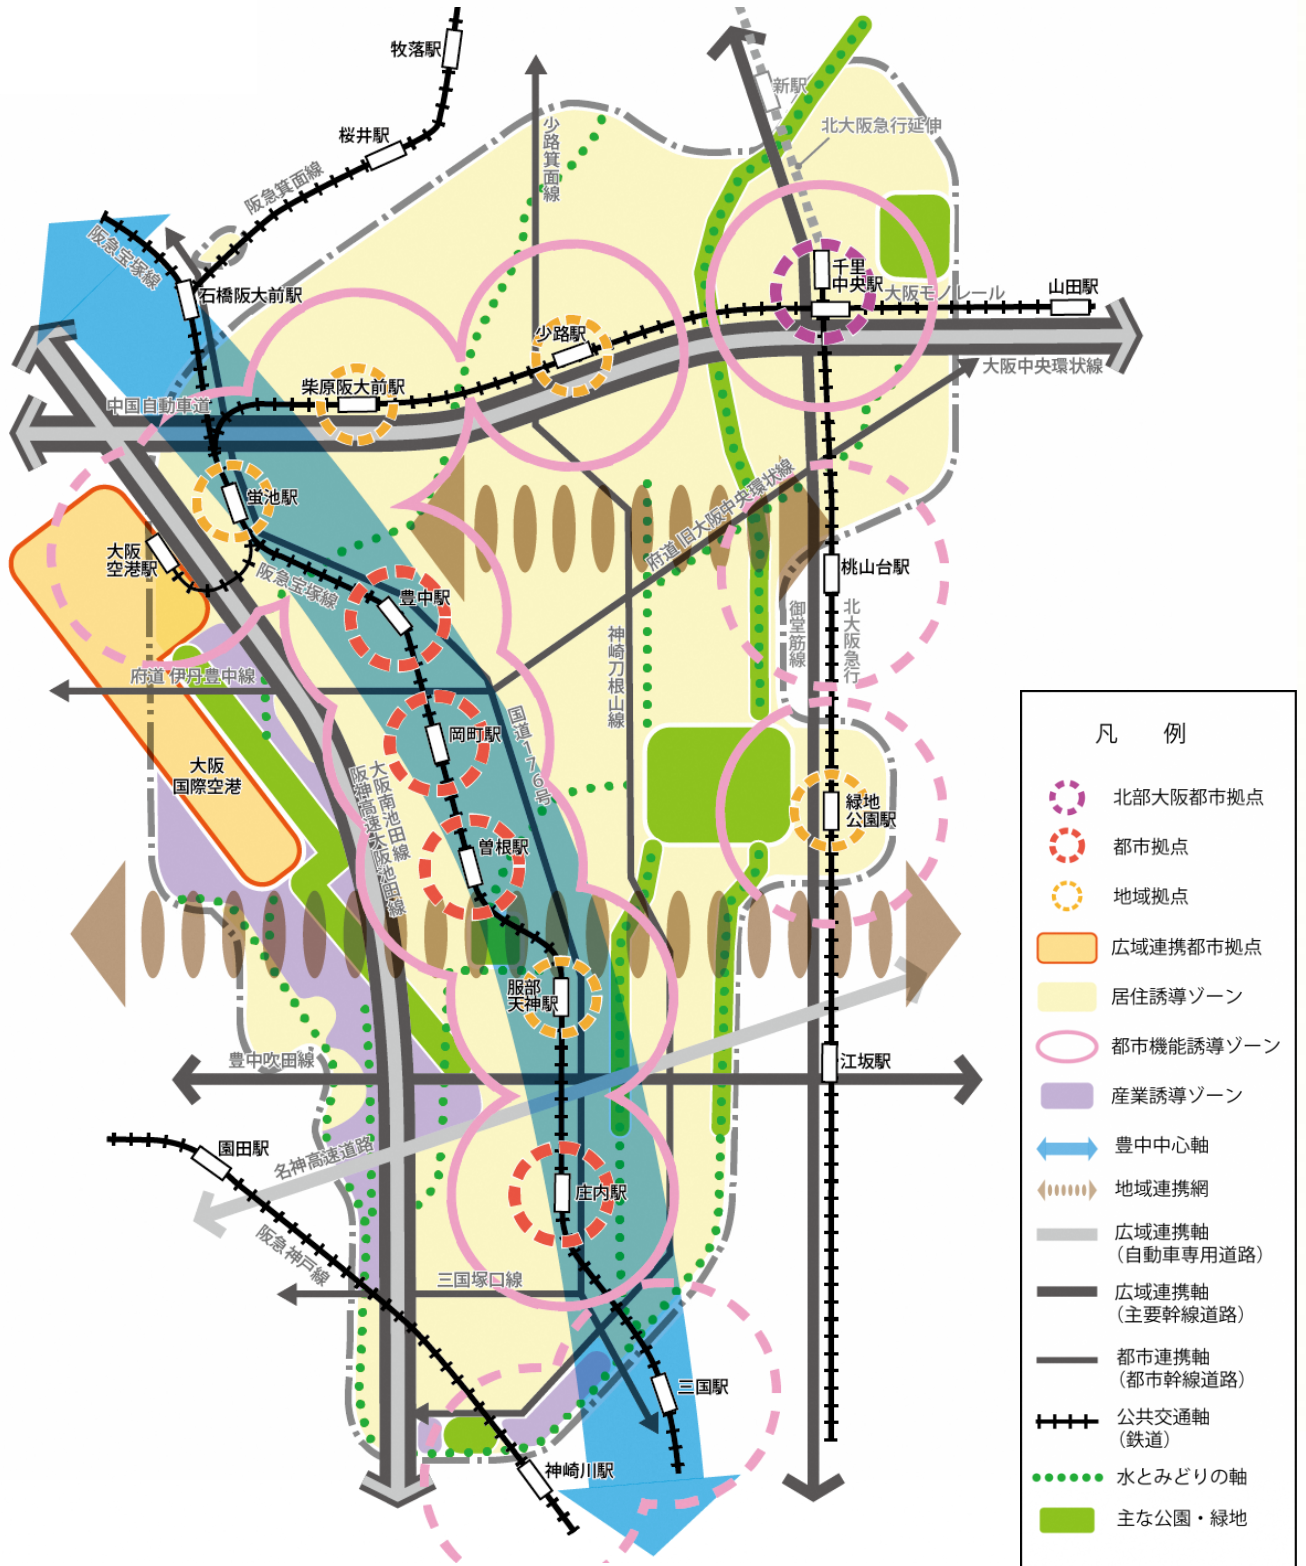 牧落駅
新駅
北大阪急行延伸
少路箕面線
桜井駅
阪急箕面線
阪急宝塚線
石橋阪大前駅
千里
中央駅
大阪モノレール
山田駅
少路駅
大阪中央環状線
柴原阪大前駅
中国自動車道
府道 旧大阪中央環状線
蛍池駅
大阪
空港駅
阪急宝塚線
豊中駅
桃山台駅
御堂筋線
北大阪急行
神崎刀根山線
府道 伊丹豊中線
岡町駅
国道176号
大阪
国際空港
大阪南池田線
阪神高速大阪池田線
緑地
公園駅
曽根駅
服部
天神駅
豊中吹田線
江坂駅
園田駅
名神高速道路
庄内駅
阪急神戸線
三国塚口線
三国駅
神崎川駅
凡 例
北部大阪都市拠点
都市拠点
地域拠点
広域連携都市拠点
居住誘導ゾーン
都市機能誘導ゾーン
産業誘導ゾーン
豊中中心軸
地域連携網
広域連携軸
（自動車専用道路）
広域連携軸
（主要幹線道路）
都市連携軸
（都市幹線道路）
公共交通軸
（鉄道）
水とみどりの軸
主な公園・緑地